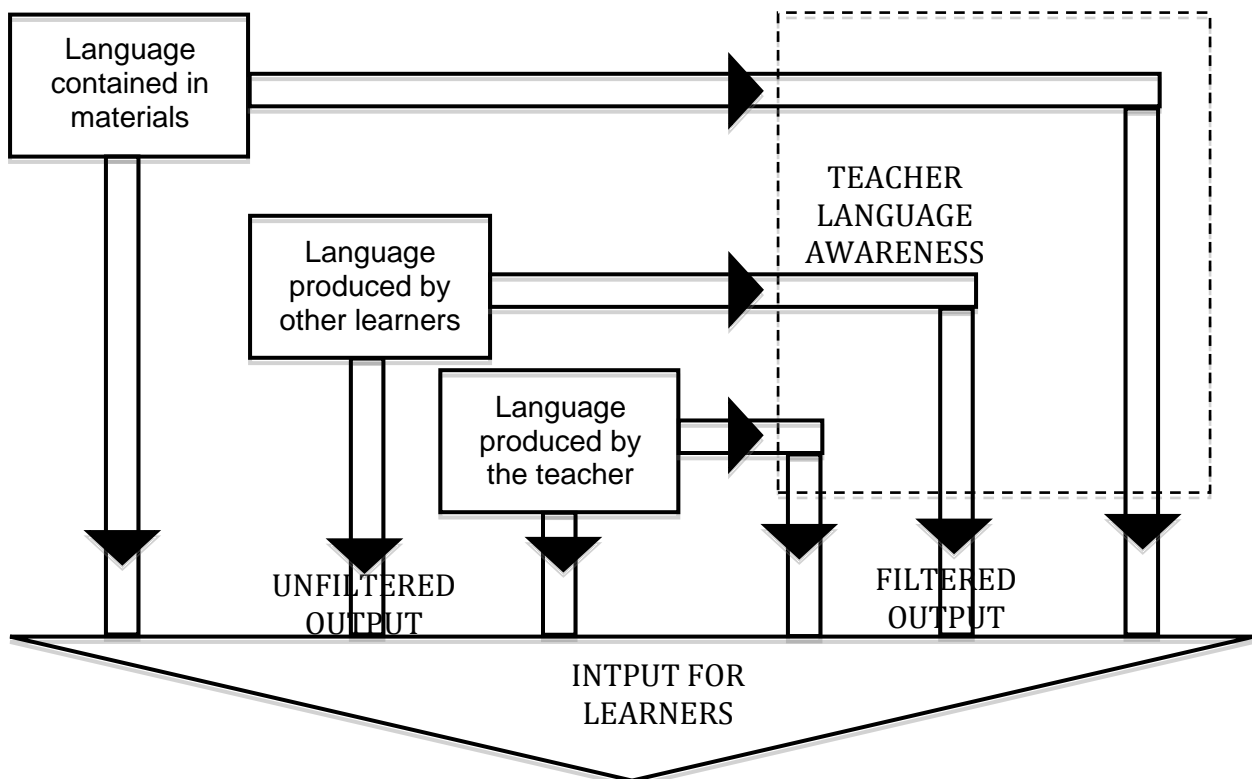 Language
contained in
materials
TEACHER
LANGUAGE
AWARENESS
Language
produced by
other learners
Language
produced by
the teacher
UNFILTERED
OUTPUT
FILTERED
OUTPUT
INTPUT FOR
LEARNERS